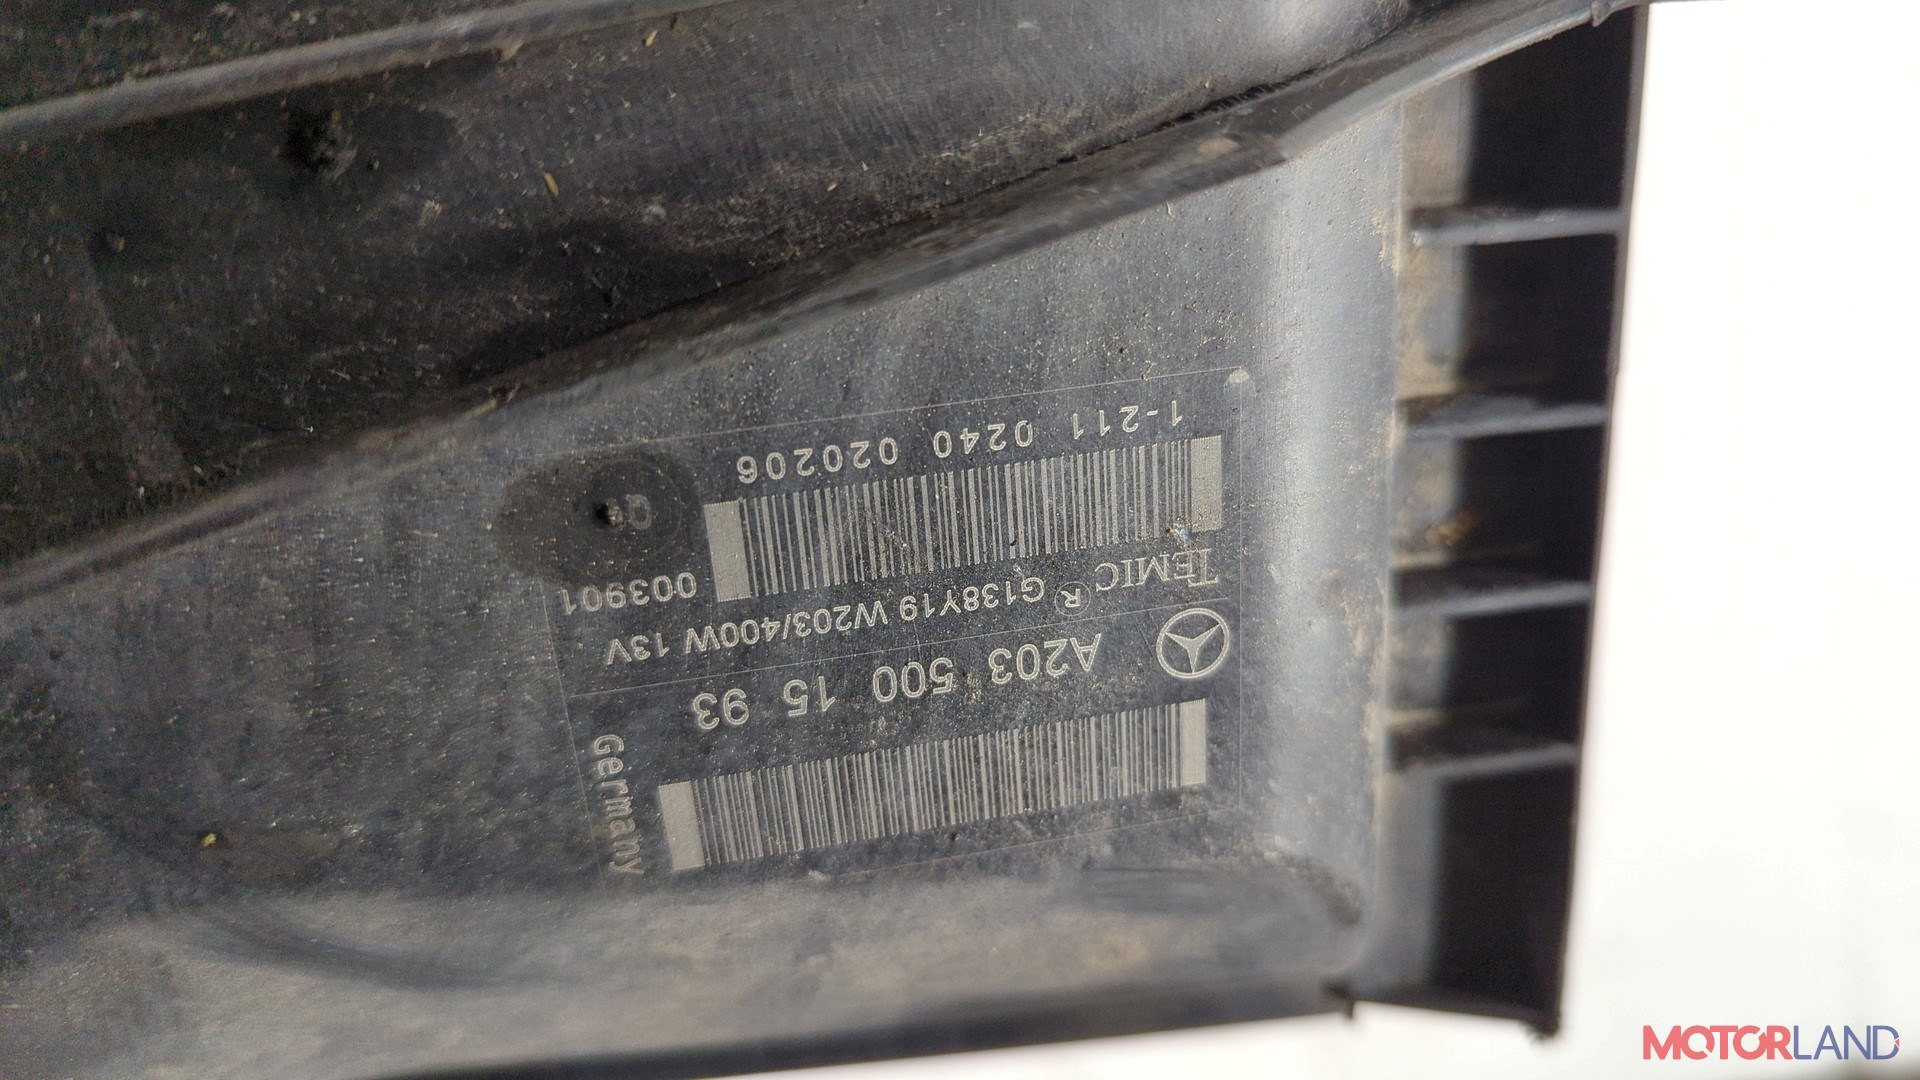 A203 500 15 93
Germany
TEMIC® G138Y19 W203/400W 13V
003901
1-211 0240 020206
MOTORLAND